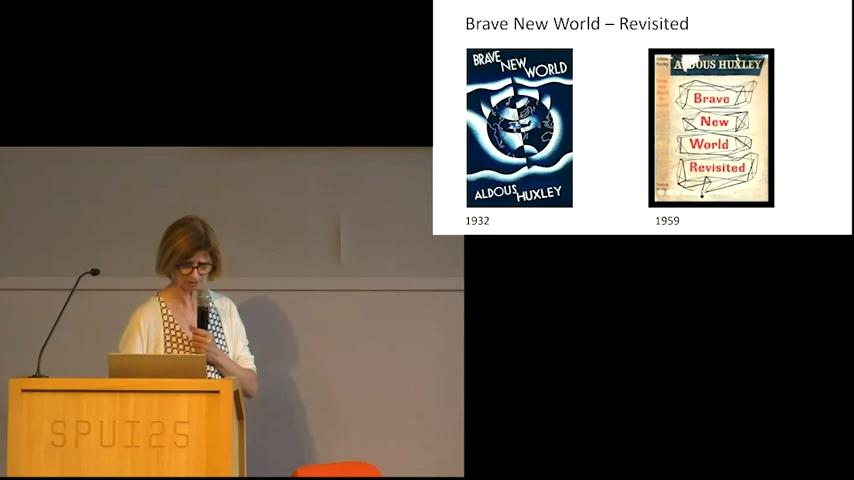 Brave New World – Revisited
BRAVE
NEW
WORLD
ALDOUS
HUXLEY
ALDOUS HUXLEY
Brave
New
World
Revisited
1932
1959
SPUI25